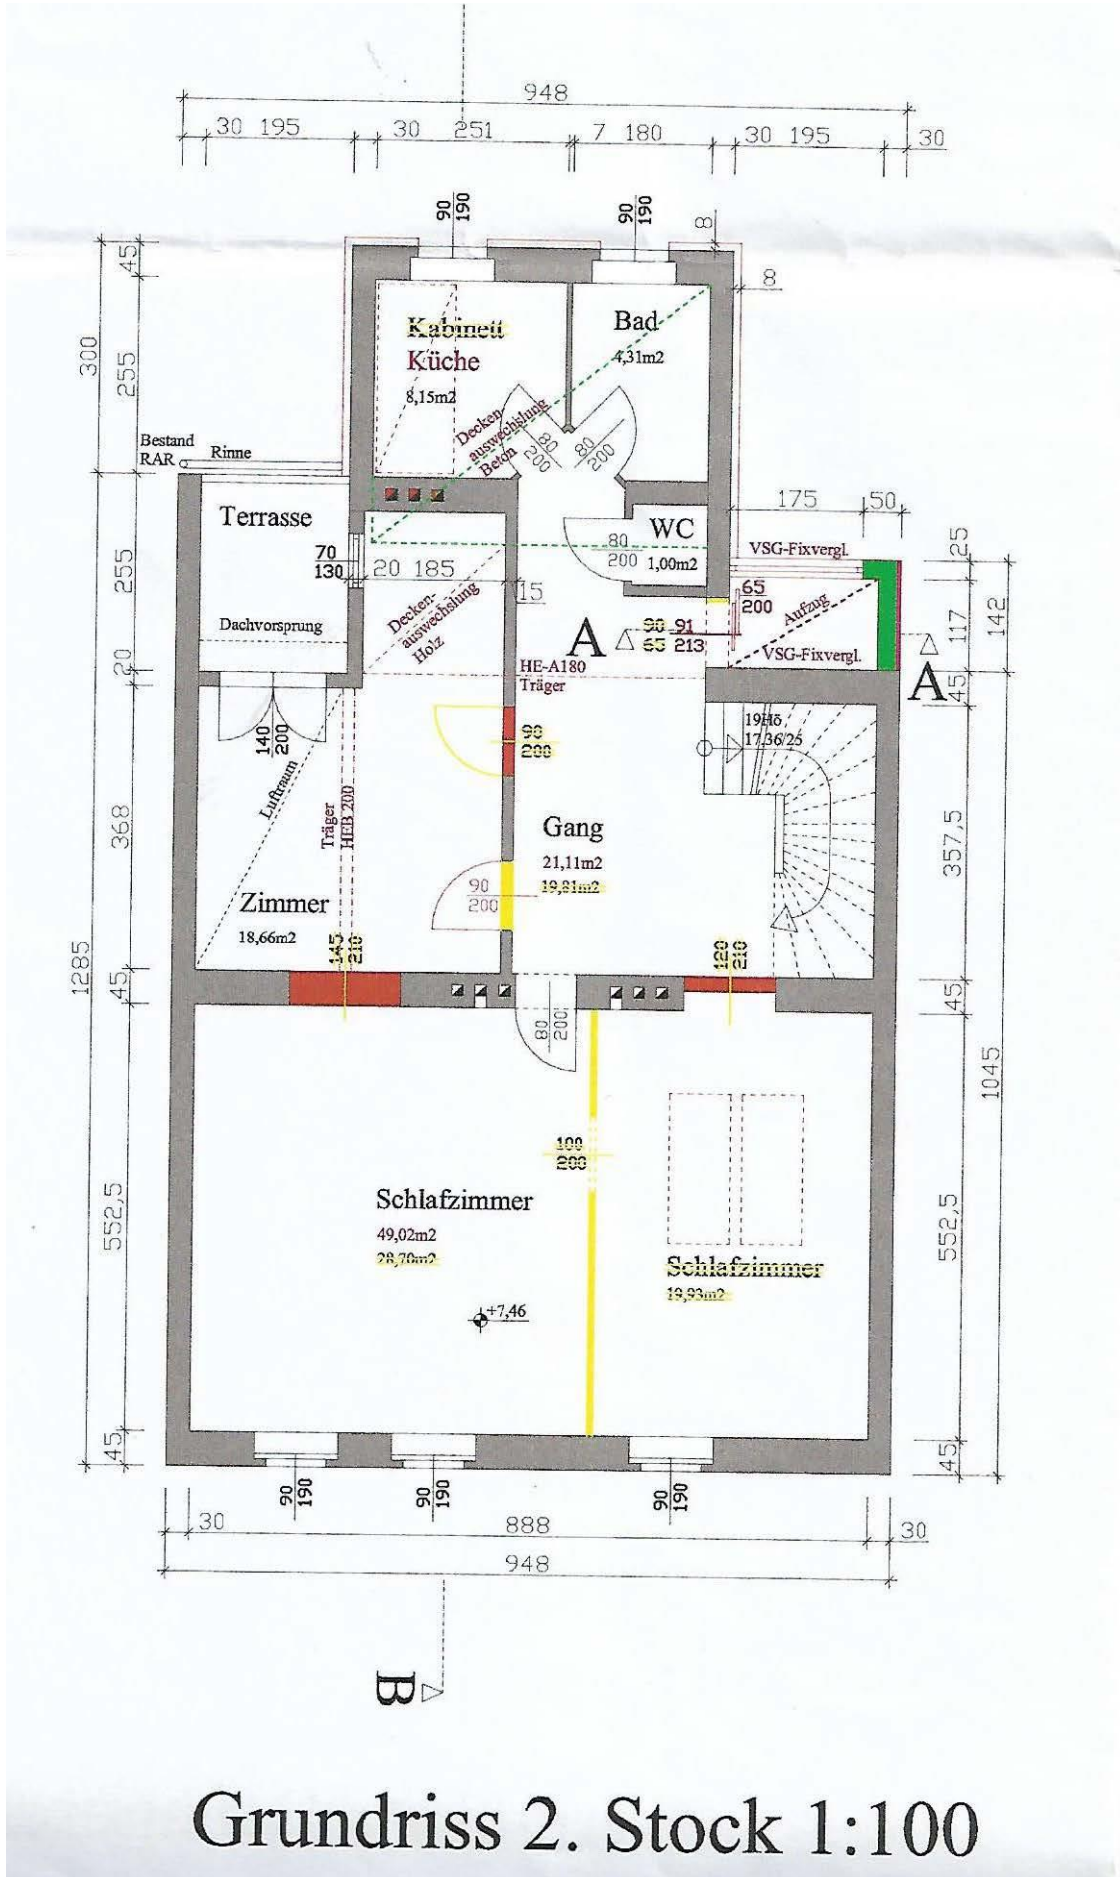 948
30 195 30 251 7 180 30 195 30
90
190
90
190
8
8
45
300
255
Kabinett
Küche
8,15m2
Bad
4,31m2
Decken-
auswechslung
Beton
80
200
80
200
Bestand
RAR
Rinne
Terrasse
70
130
20 185
15
WC
1,00m2
80
200
175 50
VSG-Fixvergl.
25
65
200
Aufzug
VSG-Fixvergl.
117
142
255
Dachvorsprung
Decken-
auswechslung
Holz
A
90 91
65 213
A
HE-A180
Träger
20
45
140
200
90
200
19Hö
17,36/25
Luftraum
Träger
HEB 200
368
Gang
21,11m2
19,81m2
357,5
Zimmer
18,66m2
90
200
145
210
120
210
1285
45
45
80
200
1045
100
200
552,5
552,5
Schlafzimmer
49,02m2
28,70m2
Schlafzimmer
19,93m2
+7,46
45
45
90
190
90
190
90
190
30 888 30
948
B
Grundriss 2. Stock 1:100